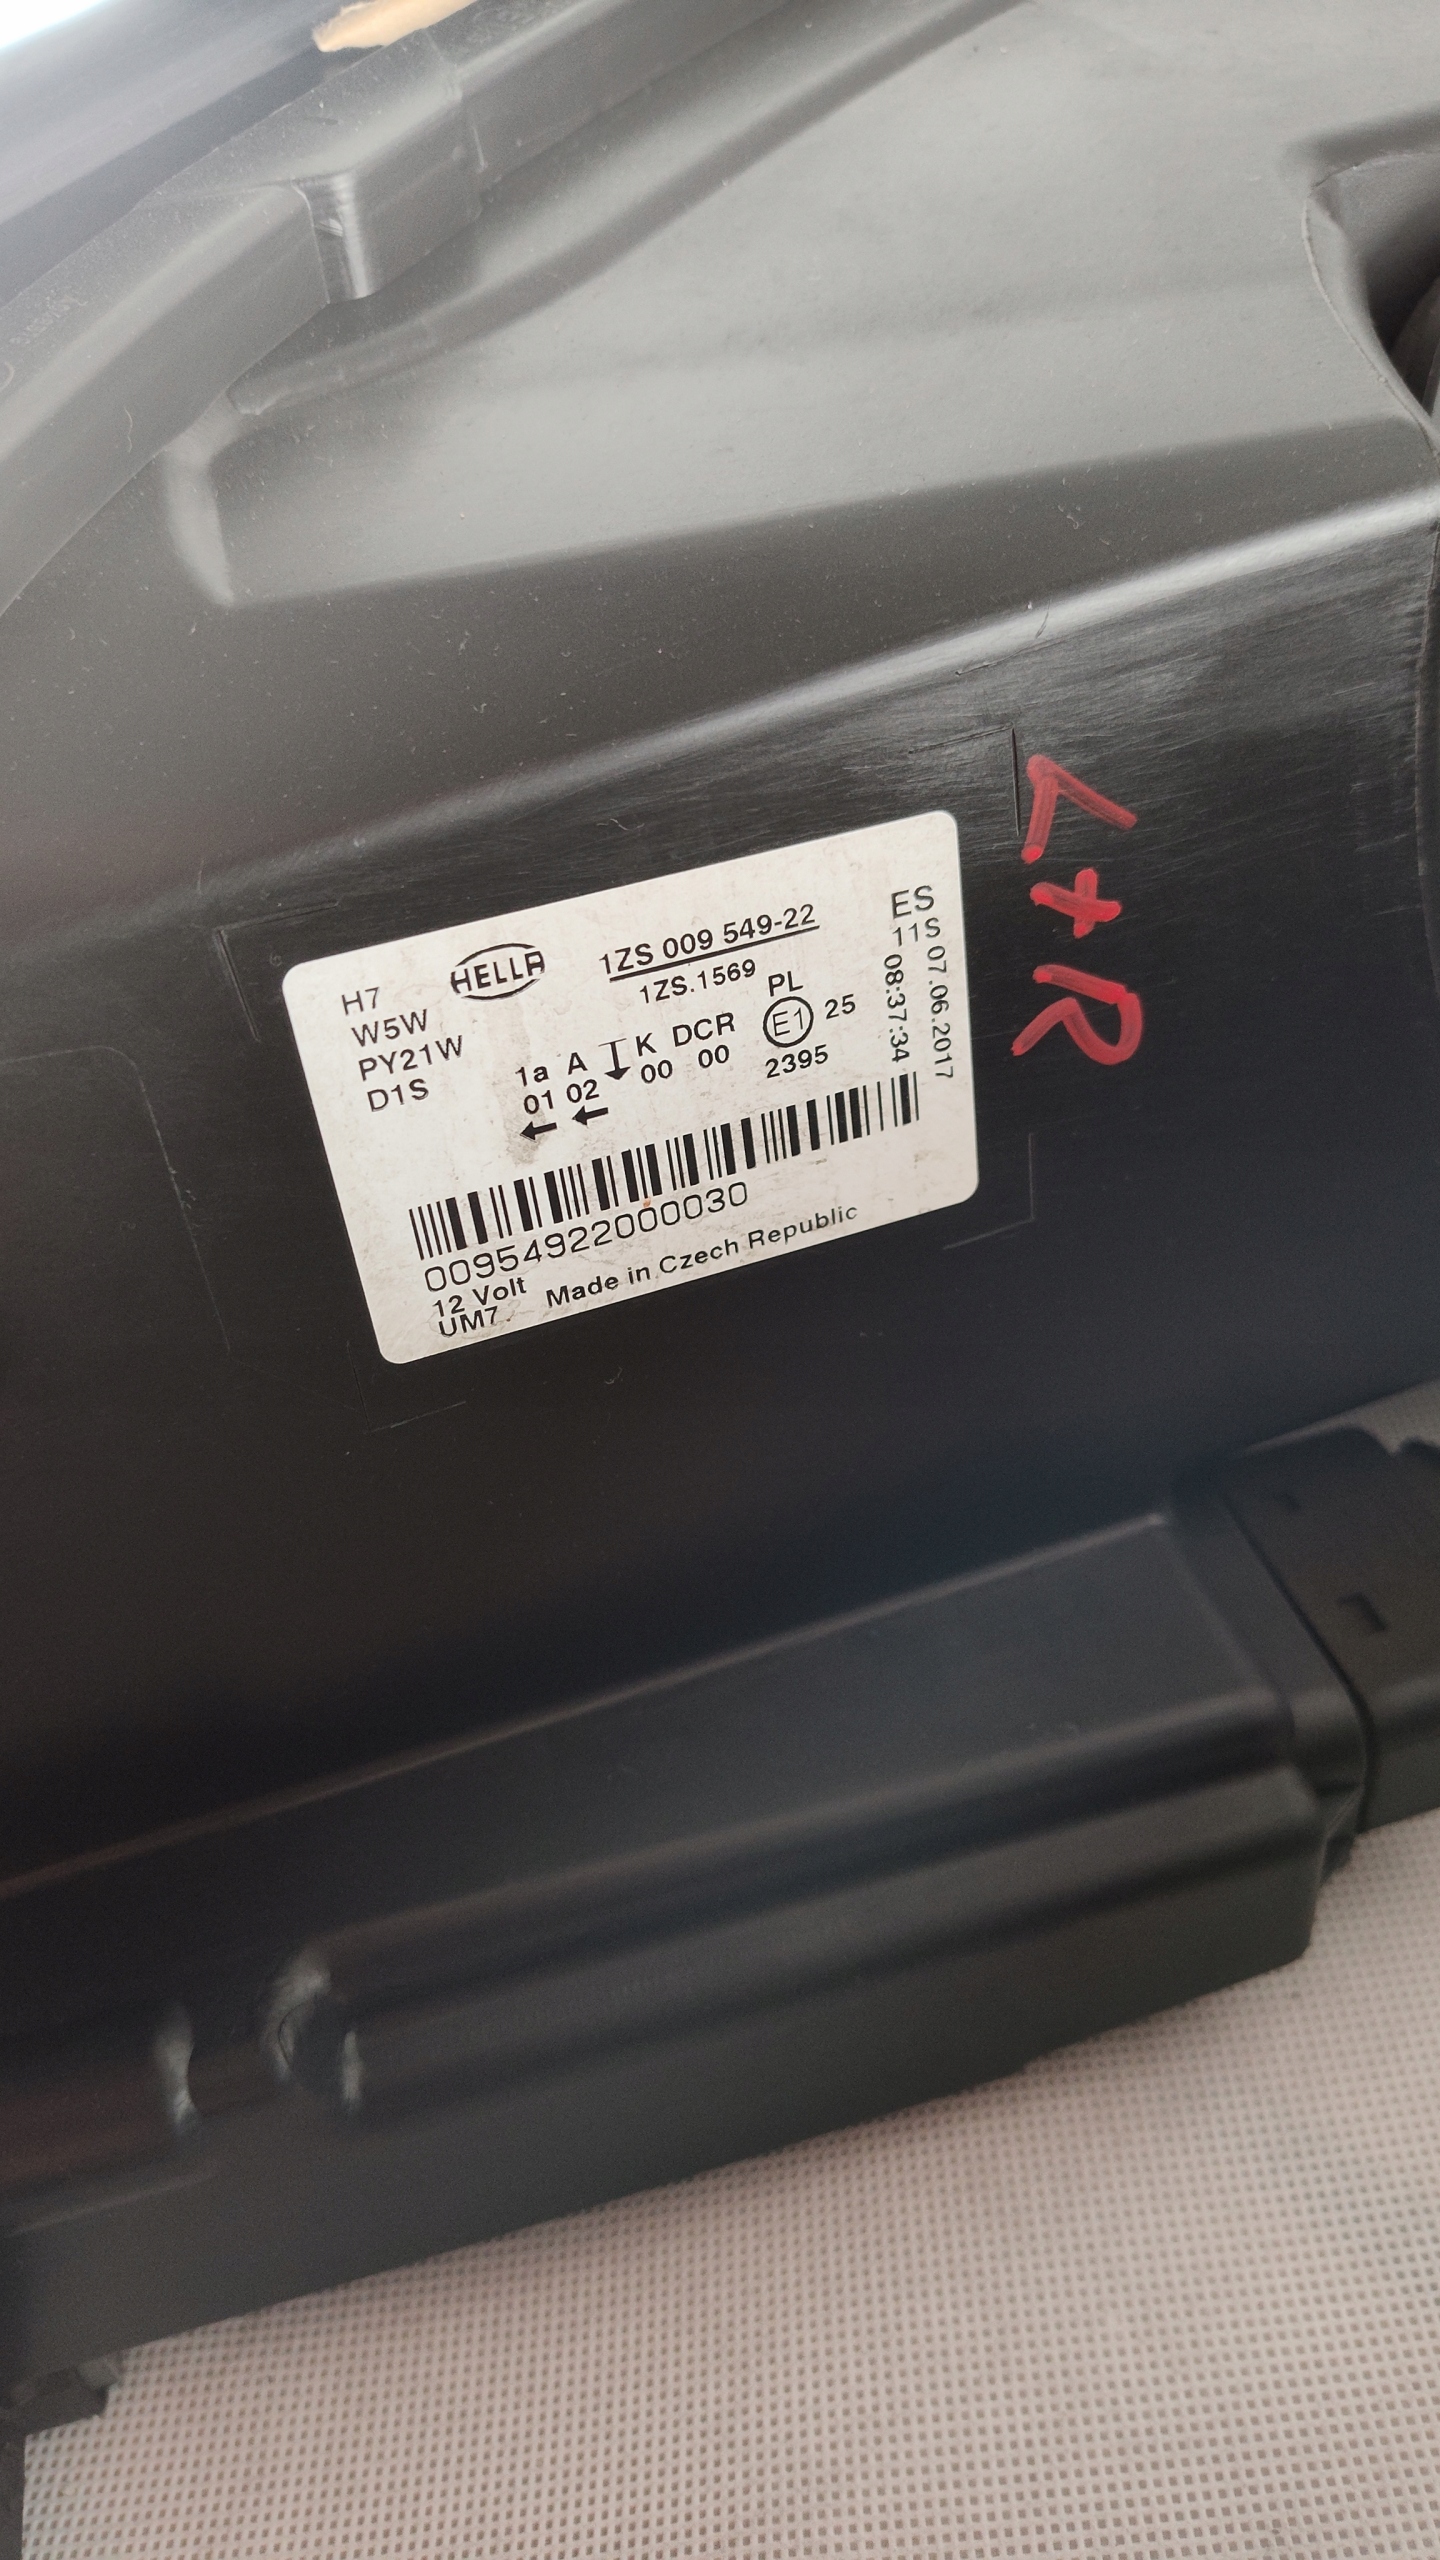 H7
W5W
PY21W
D1S
HELLA
1ZS 009 549-22
1ZS.1569
1a A K DCR
01 02 00 00
PL
E1 25
2395
ES
11S
08:37:34
07.06.2017
00954922000030
12 Volt
UM7. Made in Czech Republic
L+R